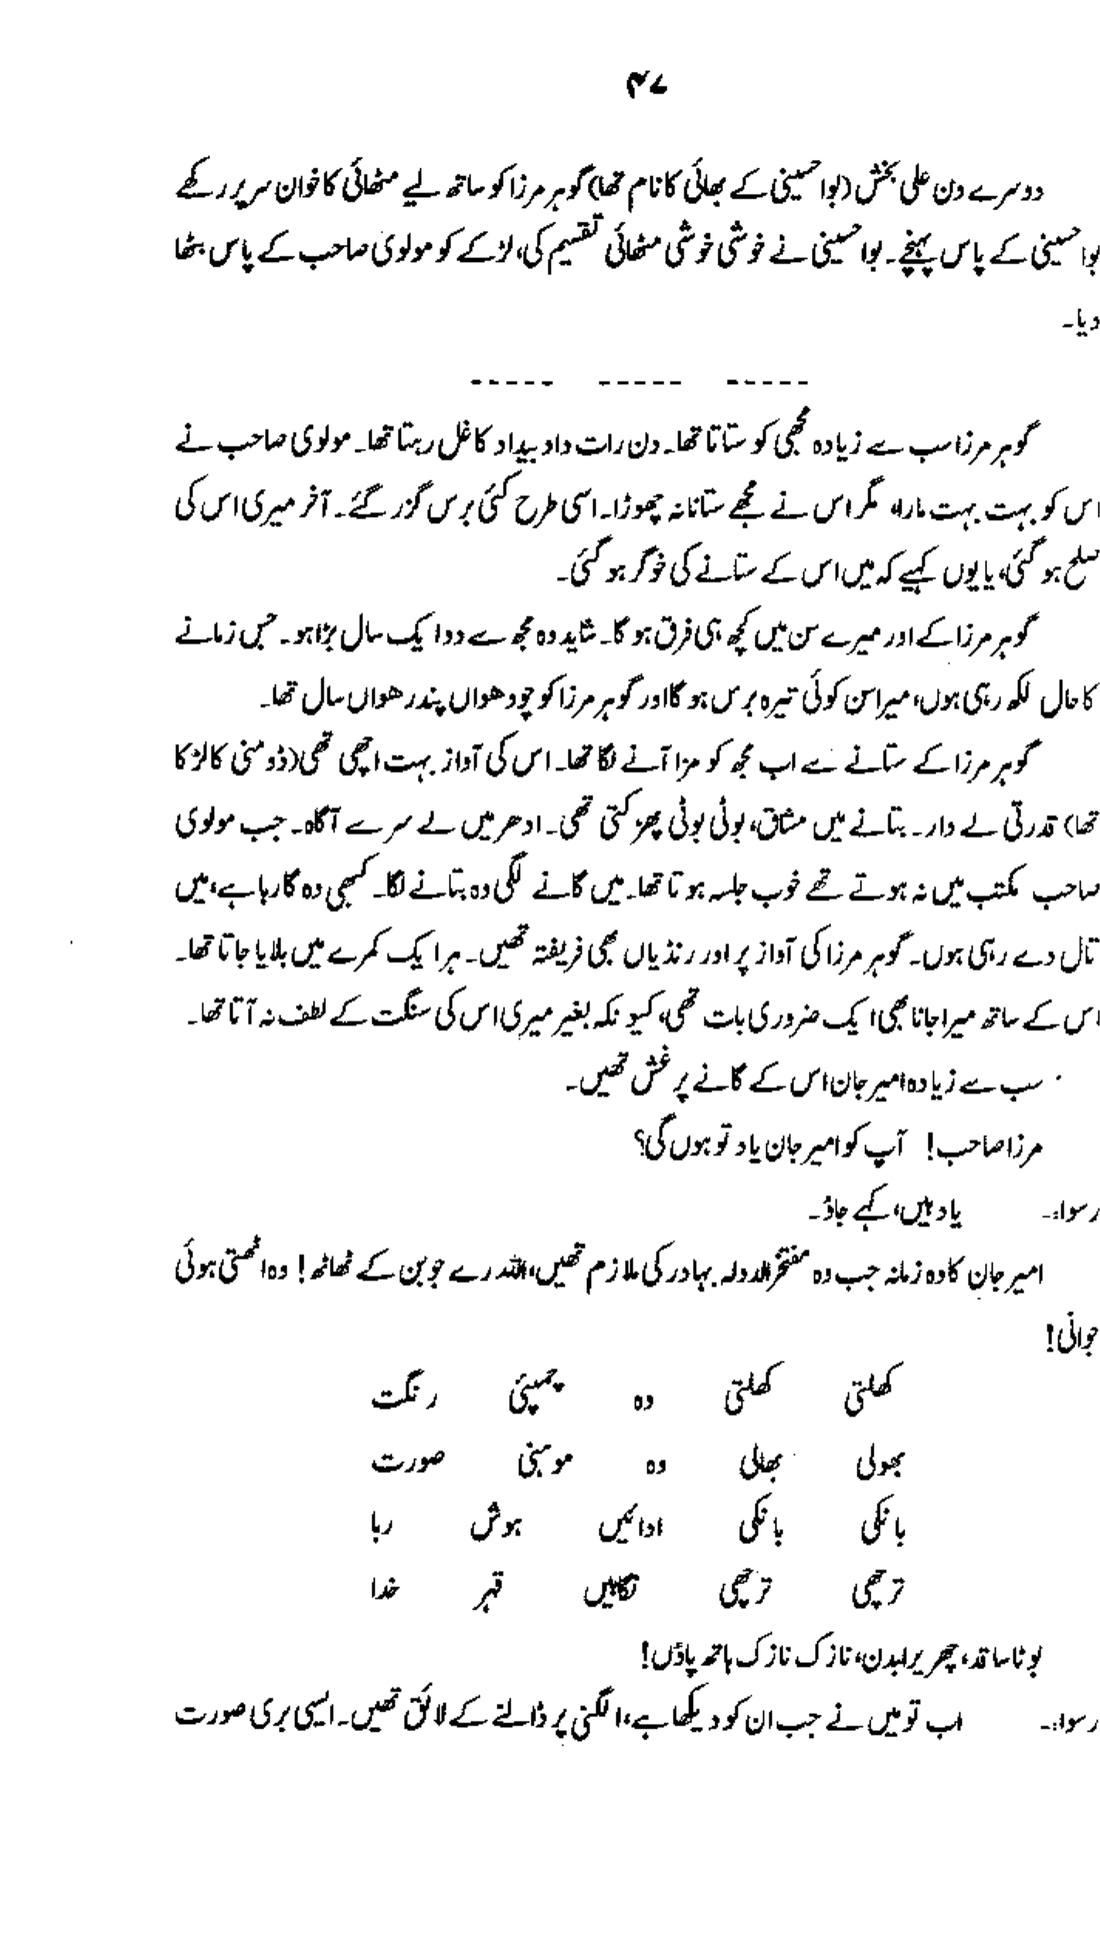 ۴۷
دوسرے دن علی بخش (بوا حسینی کے بھائی کا نام تھا) گوہر مرزا کو ساتھ لیے مٹھائی کا خوان سر پر رکھے
بوا حسینی کے پاس پہنچے۔ بوا حسینی نے خوشی خوشی مٹھائی تقسیم کی، لڑکے کو مولوی صاحب کے پاس بٹھا
دیا۔
----- ----- -----
گوہر مرزا سب سے زیادہ مجھی کو ستاتا تھا۔ دن رات داد بیداد کا غل رہتا تھا۔ مولوی صاحب نے
اس کو بہت بہت مارا، مگر اس نے مجھے ستانا نہ چھوڑا۔ اسی طرح کئی برس گزر گئے۔ آخر میری اس کی
صلح ہو گئی، یا یوں کہیے کہ میں اس کے ستانے کی خوگر ہو گئی۔
گوہر مرزا کے اور میرے سن میں کچھ ہی فرق ہو گا۔ شاید وہ مجھ سے دو ایک سال بڑا ہو۔ جس زمانے
کا حال لکھ رہی ہوں، میرا سن کوئی تیرہ برس ہو گا اور گوہر مرزا کو چودھواں پندرھواں سال تھا۔
گوہر مرزا کے ستانے سے اب مجھ کو مزا آنے لگا تھا۔ اس کی آواز بہت اچھی تھی (ڈومنی کا لڑکا
تھا) قدرتی لے دار۔ بتانے میں مشاق، بوٹی بوٹی پھڑکتی تھی۔ ادھر میں لے سرے آگاہ۔ جب مولوی
صاحب مکتب میں نہ ہوتے تھے خوب جلسہ ہوتا تھا۔ میں گانے لگی وہ بتانے لگا۔ کبھی وہ گا رہا ہے، میں
تال دے رہی ہوں۔ گوہر مرزا کی آواز پر اور رنڈیاں بھی فریفتہ تھیں۔ ہر ایک کمرے میں بلایا جاتا تھا۔
اس کے ساتھ میرا جانا بھی ایک ضروری بات تھی، کیونکہ بغیر میری اس کی سنگت کے لطف نہ آتا تھا۔
سب سے زیادہ امیر جان اس کے گانے پر غش تھیں۔
مرزا صاحب! آپ کو امیر جان یاد تو ہوں گی؟
رسوا:۔ یاد ہیں، کہے جاؤ۔
امیر جان کا وہ زمانہ جب وہ مفتخر الدولہ بہادر کی ملازم تھیں، اللہ رے جوبن کے ٹھاٹھ! وہ اٹھتی ہوئی
جوانی!
کھلتی کھلتی وہ چمپئی رنگت
بھولی بھالی وہ موہنی صورت
بانکی بانکی ادائیں ہوش ربا
ترچھی ترچھی نگاہیں قہر خدا
بوٹا سا قد، چھریرا بدن، نازک نازک ہاتھ پاؤں!
رسوا:۔ اب تو میں نے جب ان کو دیکھا ہے، الگنی پر ڈالنے کے لائق تھیں۔ ایسی بری صورت